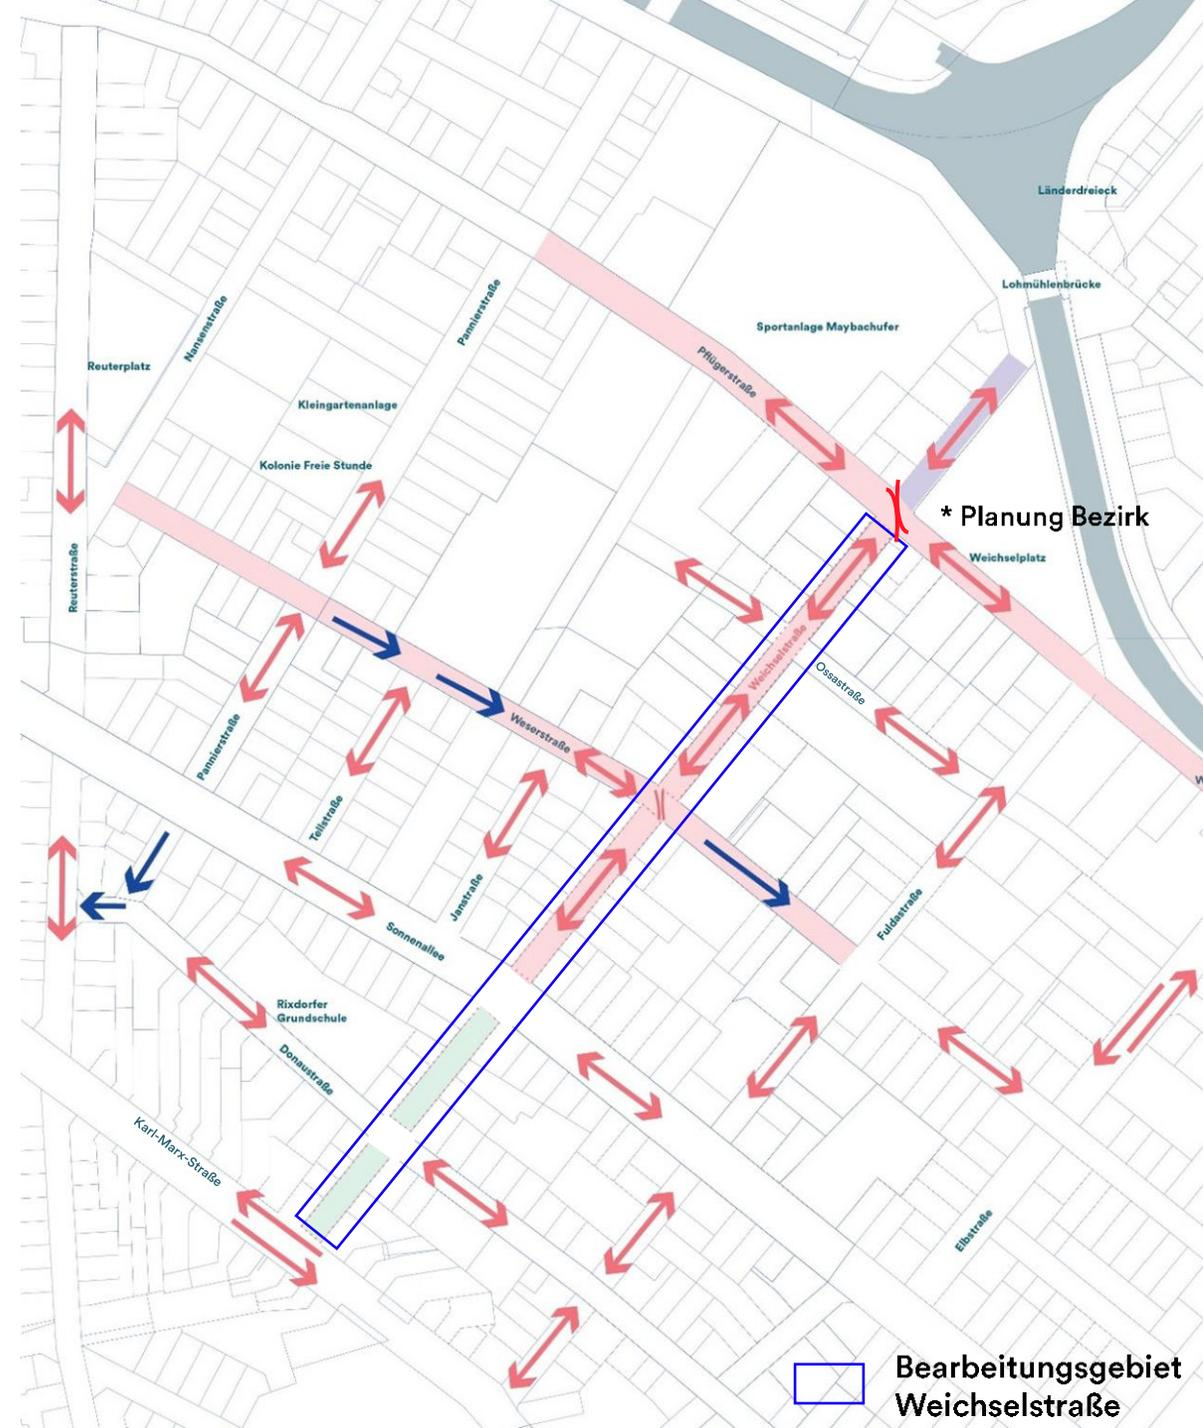 Länderdreieck
Lohmühlenbrücke
Nansenstraße
Pannierstraße
Sportanlage Maybachufer
Pflügerstraße
Reuterplatz
Kleingartenanlage
Kolonie Freie Stunde
* Planung Bezirk
Weichselplatz
Reuterstraße
Weichselstraße
Ossastraße
Weserstraße
Pannierstraße
W
Tellstraße
Janstraße
Fuldastraße
Sonnenallee
Rixdorfer
Grundschule
Donaustraße
Karl-Marx-Straße
Elbstraße
Bearbeitungsgebiet
Weichselstraße